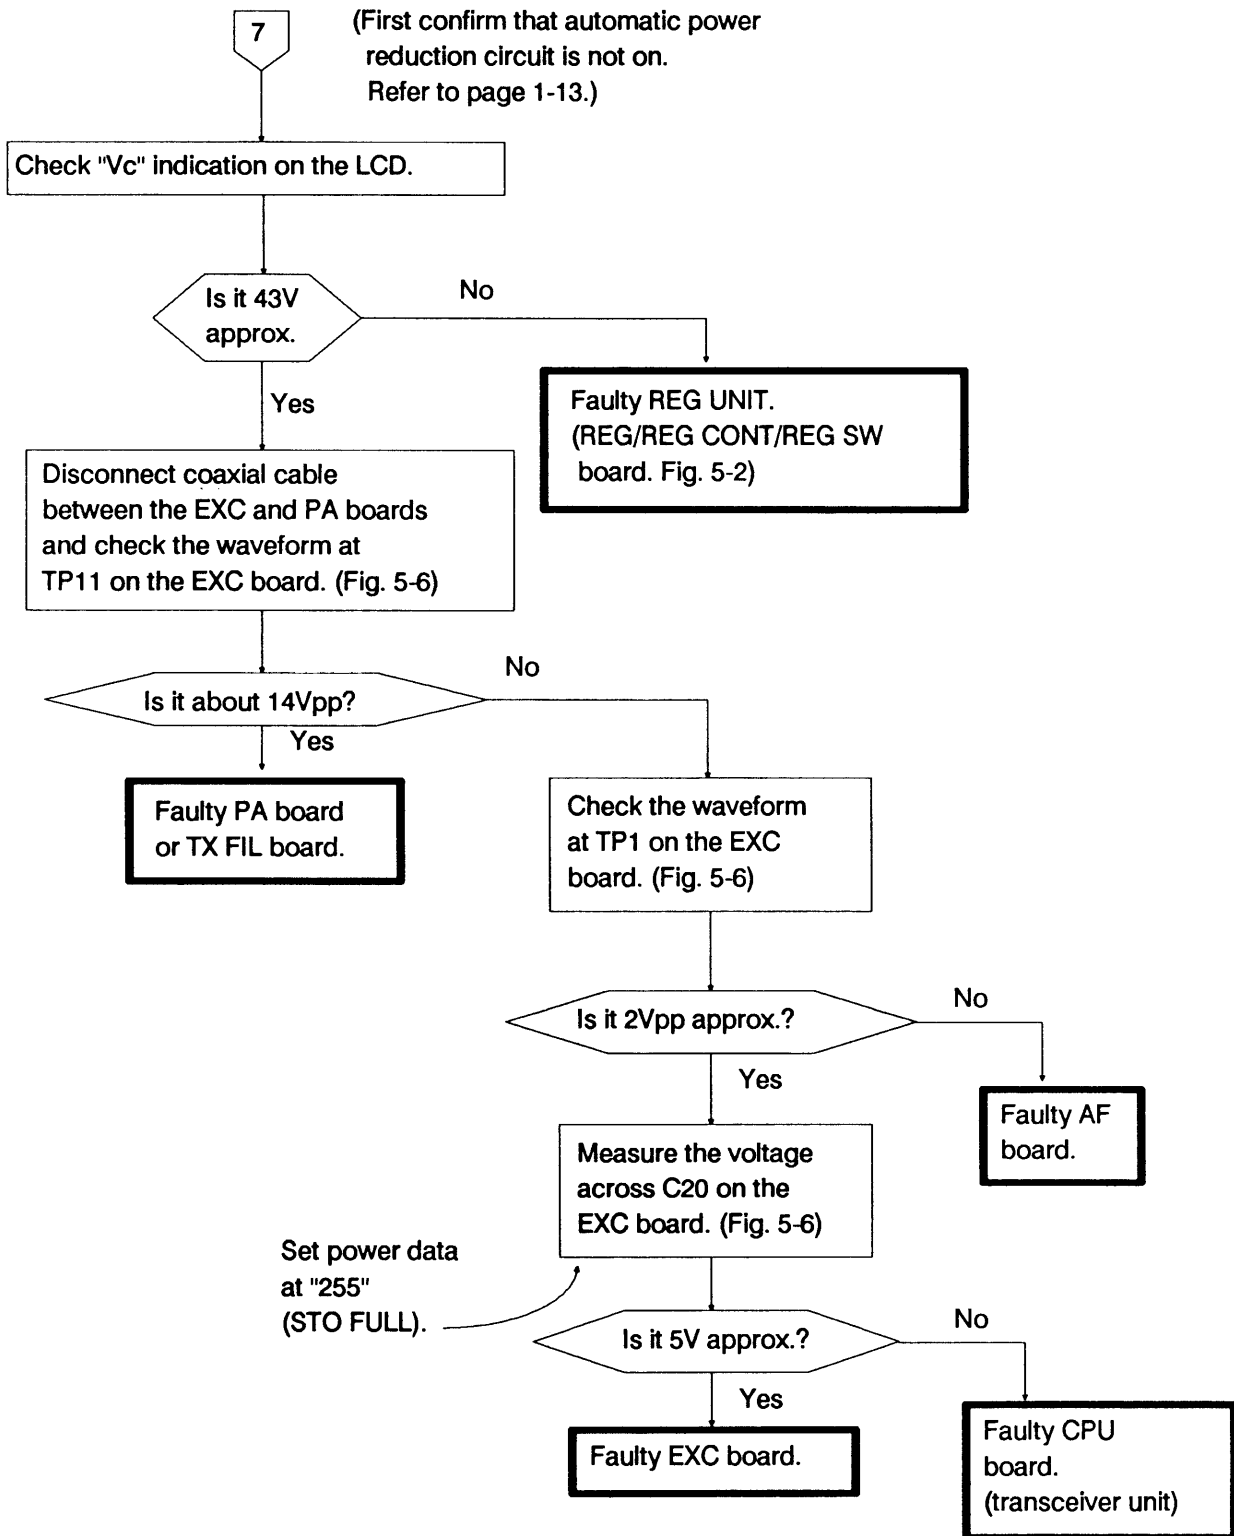 7
(First confirm that automatic power
reduction circuit is not on.
Refer to page 1-13.)
Check "Vc" indication on the LCD.
Is it 43V
approx.
No
Yes
Faulty REG UNIT.
(REG/REG CONT/REG SW
board. Fig. 5-2)
Disconnect coaxial cable
between the EXC and PA boards
and check the waveform at
TP11 on the EXC board. (Fig. 5-6)
Is it about 14Vpp?
No
Yes
Faulty PA board
or TX FIL board.
Check the waveform
at TP1 on the EXC
board. (Fig. 5-6)
Is it 2Vpp approx.?
No
Yes
Faulty AF
board.
Measure the voltage
across C20 on the
EXC board. (Fig. 5-6)
Set power data
at "255"
(STO FULL).
Is it 5V approx.?
No
Yes
Faulty EXC board.
Faulty CPU
board.
(transceiver unit)